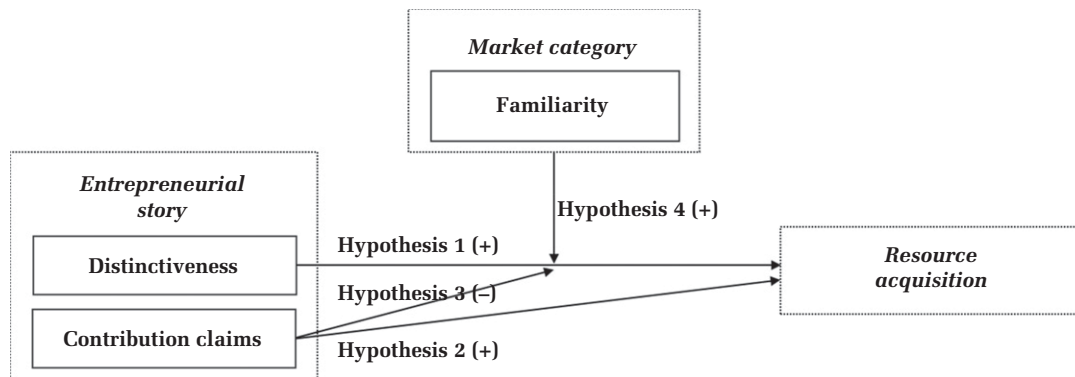 Market category
Familiarity
Entrepreneurial
story
Hypothesis 4 (+)
Hypothesis 1 (+)
Distinctiveness
Resource
acquisition
Hypothesis 3 (–)
Contribution claims
Hypothesis 2 (+)